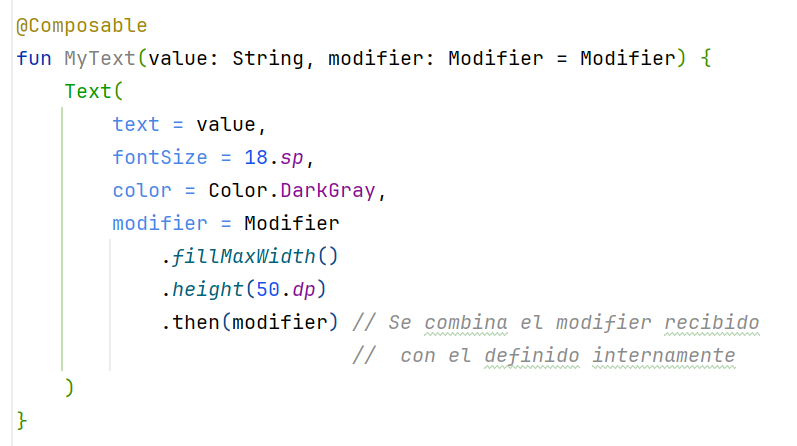 @Composable
fun MyText(value: String, modifier: Modifier = Modifier) {
    Text(
        text = value,
        fontSize = 18.sp,
        color = Color.DarkGray,
        modifier = Modifier
            .fillMaxWidth()
            .height(50.dp)
            .then(modifier) // Se combina el modifier recibido
                            //  con el definido internamente
    )
}